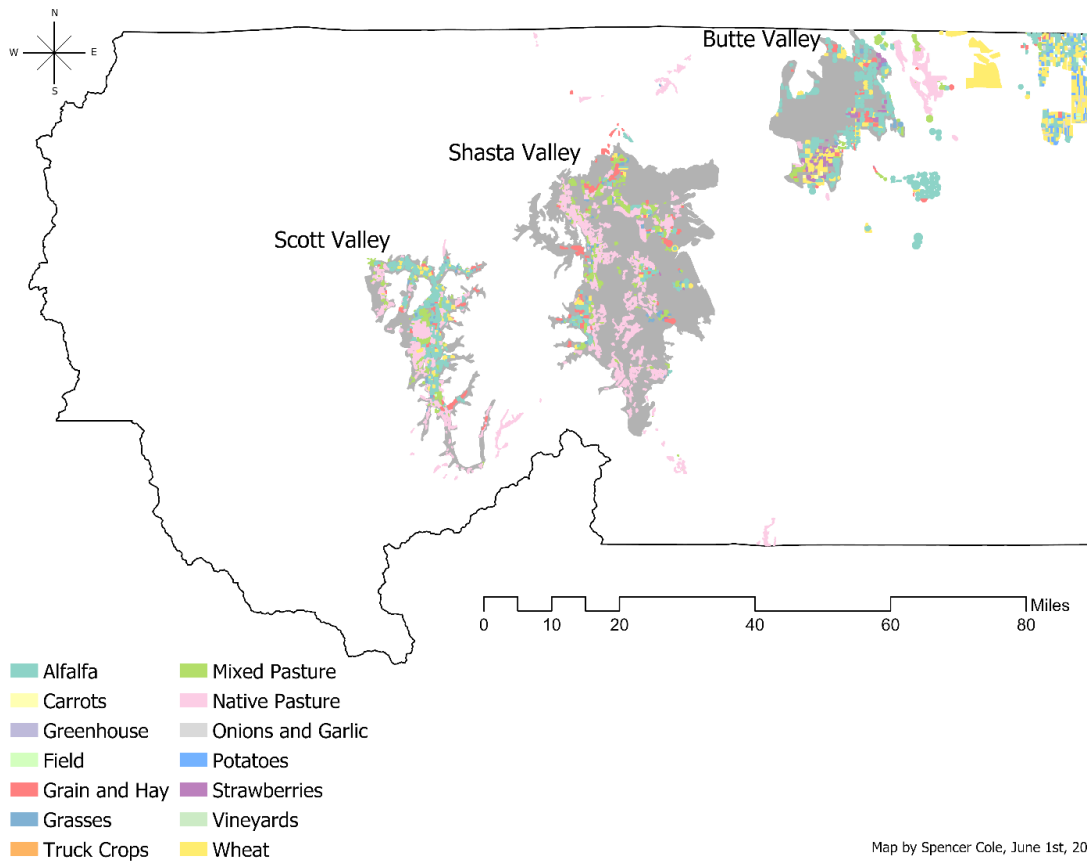 N
W E
S
Butte Valley
Shasta Valley
Scott Valley
Miles
0 10 20 40 60 80
Alfalfa
Carrots
Greenhouse
Field
Grain and Hay
Grasses
Truck Crops
Mixed Pasture
Native Pasture
Onions and Garlic
Potatoes
Strawberries
Vineyards
Wheat
Map by Spencer Cole, June 1st, 20